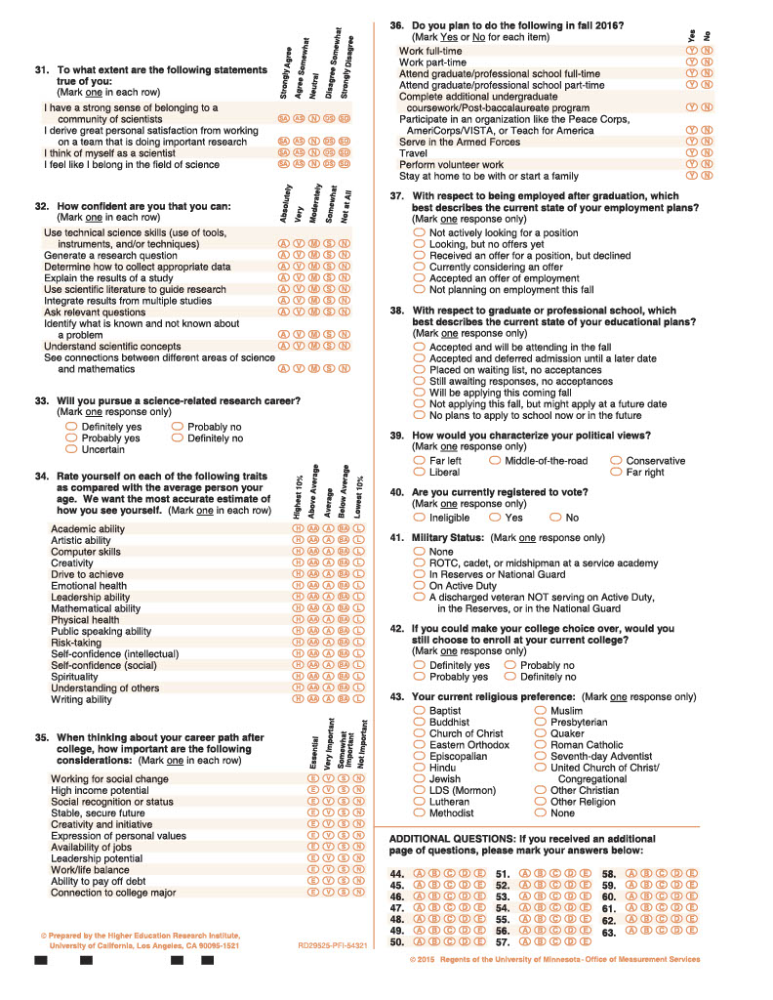 31. To what extent are the following statements
true of you:
(Mark one in each row)
Strongly Agree
Agree Somewhat
Neutral
Disagree Somewhat
Strongly Disagree
I have a strong sense of belonging to a
community of scientists SA AS N DS SD
I derive great personal satisfaction from working
on a team that is doing important research SA AS N DS SD
I think of myself as a scientist SA AS N DS SD
I feel like I belong in the field of science SA AS N DS SD
32. How confident are you that you can:
(Mark one in each row)
Absolutely
Very
Moderately
Somewhat
Not at All
Use technical science skills (use of tools,
instruments, and/or techniques) A V M S N
Generate a research question A V M S N
Determine how to collect appropriate data A V M S N
Explain the results of a study A V M S N
Use scientific literature to guide research A V M S N
Integrate results from multiple studies A V M S N
Ask relevant questions A V M S N
Identify what is known and not known about
a problem A V M S N
Understand scientific concepts A V M S N
See connections between different areas of science
and mathematics A V M S N
33. Will you pursue a science-related research career?
(Mark one response only)
Definitely yes Probably no
Probably yes Definitely no
Uncertain
34. Rate yourself on each of the following traits
as compared with the average person your
age. We want the most accurate estimate of
how you see yourself. (Mark one in each row)
Highest 10%
Above Average
Average
Below Average
Lowest 10%
Academic ability H AA A BA L
Artistic ability H AA A BA L
Computer skills H AA A BA L
Creativity H AA A BA L
Drive to achieve H AA A BA L
Emotional health H AA A BA L
Leadership ability H AA A BA L
Mathematical ability H AA A BA L
Physical health H AA A BA L
Public speaking ability H AA A BA L
Risk-taking H AA A BA L
Self-confidence (intellectual) H AA A BA L
Self-confidence (social) H AA A BA L
Spirituality H AA A BA L
Understanding of others H AA A BA L
Writing ability H AA A BA L
35. When thinking about your career path after
college, how important are the following
considerations: (Mark one in each row)
Essential
Very Important
Somewhat
Important
Not Important
Working for social change E V S N
High income potential E V S N
Social recognition or status E V S N
Stable, secure future E V S N
Creativity and initiative E V S N
Expression of personal values E V S N
Availability of jobs E V S N
Leadership potential E V S N
Work/life balance E V S N
Ability to pay off debt E V S N
Connection to college major E V S N
© Prepared by the Higher Education Research Institute,
University of California, Los Angeles, CA 90095-1521
RD29525-PFI-54321
36. Do you plan to do the following in fall 2016?
(Mark Yes or No for each item)
Yes
No
Work full-time Y N
Work part-time Y N
Attend graduate/professional school full-time Y N
Attend graduate/professional school part-time Y N
Complete additional undergraduate
coursework/Post-baccalaureate program Y N
Participate in an organization like the Peace Corps,
AmeriCorps/VISTA, or Teach for America Y N
Serve in the Armed Forces Y N
Travel Y N
Perform volunteer work Y N
Stay at home to be with or start a family Y N
37. With respect to being employed after graduation, which
best describes the current state of your employment plans?
(Mark one response only)
Not actively looking for a position
Looking, but no offers yet
Received an offer for a position, but declined
Currently considering an offer
Accepted an offer of employment
Not planning on employment this fall
38. With respect to graduate or professional school, which
best describes the current state of your educational plans?
(Mark one response only)
Accepted and will be attending in the fall
Accepted and deferred admission until a later date
Placed on waiting list, no acceptances
Still awaiting responses, no acceptances
Will be applying this coming fall
Not applying this fall, but might apply at a future date
No plans to apply to school now or in the future
39. How would you characterize your political views?
(Mark one response only)
Far left Middle-of-the-road Conservative
Liberal Far right
40. Are you currently registered to vote?
(Mark one response only)
Ineligible Yes No
41. Military Status: (Mark one response only)
None
ROTC, cadet, or midshipman at a service academy
In Reserves or National Guard
On Active Duty
A discharged veteran NOT serving on Active Duty,
in the Reserves, or in the National Guard
42. If you could make your college choice over, would you
still choose to enroll at your current college?
(Mark one response only)
Definitely yes Probably no
Probably yes Definitely no
43. Your current religious preference: (Mark one response only)
Baptist Muslim
Buddhist Presbyterian
Church of Christ Quaker
Eastern Orthodox Roman Catholic
Episcopalian Seventh-day Adventist
Hindu United Church of Christ/
Jewish Congregational
LDS (Mormon) Other Christian
Lutheran Other Religion
Methodist None
ADDITIONAL QUESTIONS: If you received an additional
page of questions, please mark your answers below:
44. A B C D E 51. A B C D E 58. A B C D E
45. A B C D E 52. A B C D E 59. A B C D E
46. A B C D E 53. A B C D E 60. A B C D E
47. A B C D E 54. A B C D E 61. A B C D E
48. A B C D E 55. A B C D E 62. A B C D E
49. A B C D E 56. A B C D E 63. A B C D E
50. A B C D E 57. A B C D E
© 2015 Regents of the University of Minnesota - Office of Measurement Services